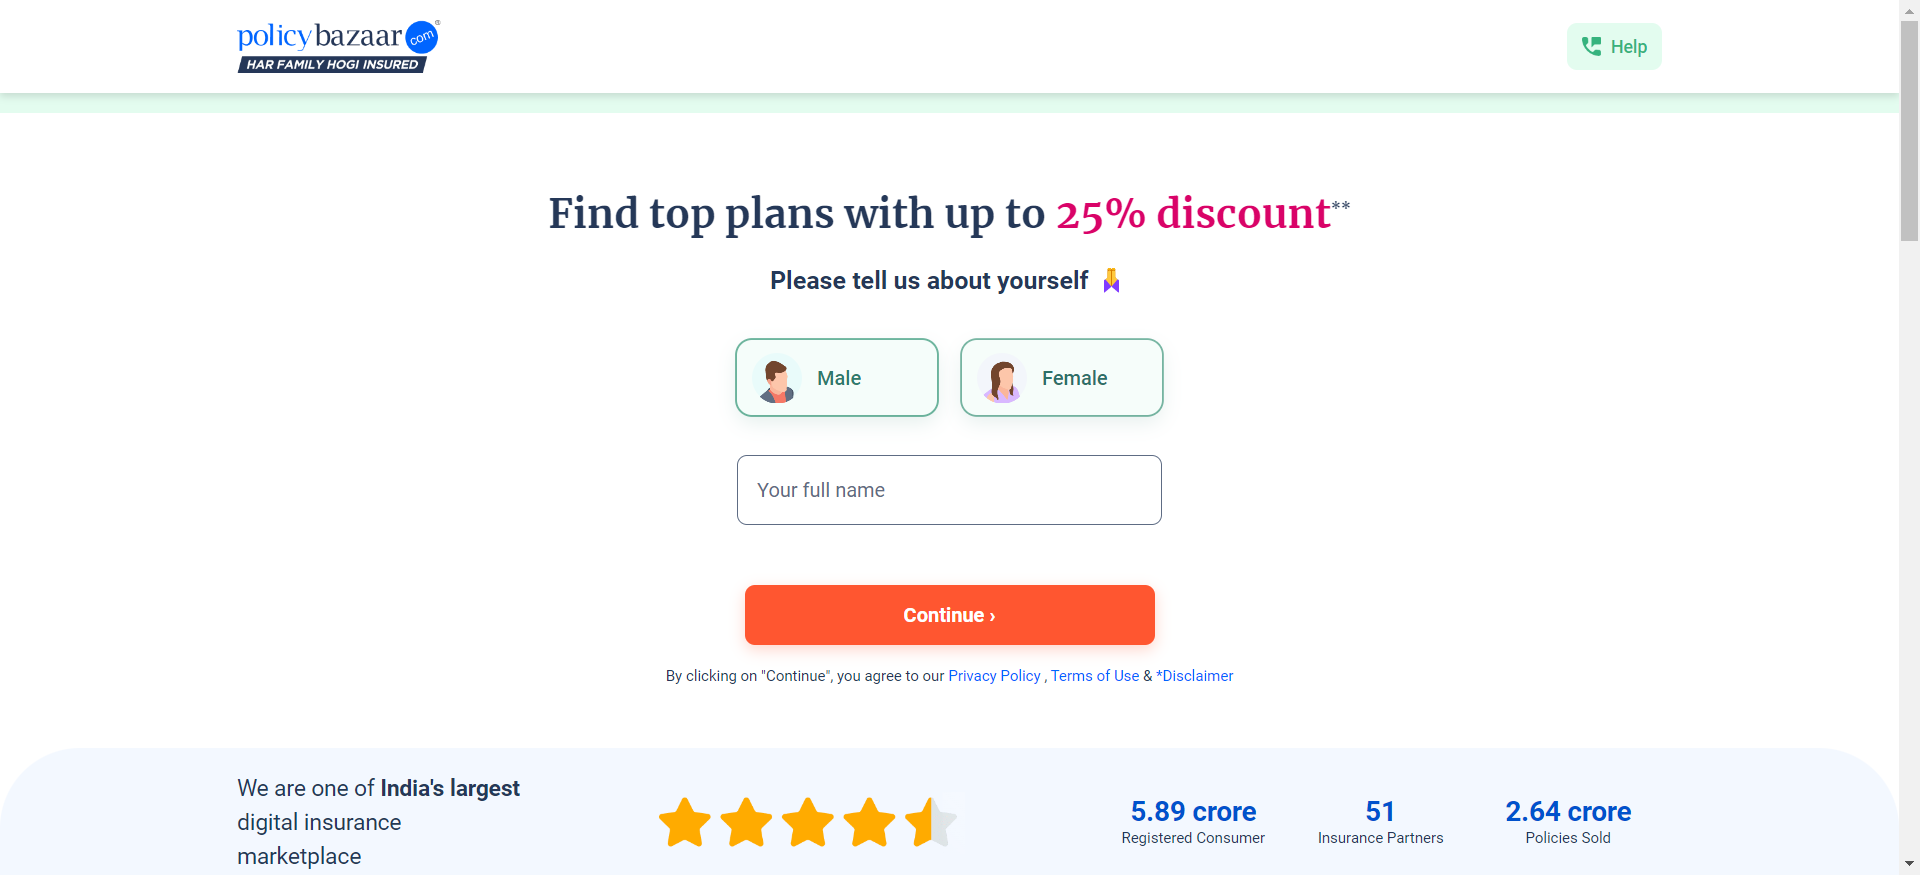 policybazaar com®
HAR FAMILY HOGI INSURED
Help
Find top plans with up to 25% discount**
Please tell us about yourself
Male
Female
Your full name
Continue ›
By clicking on "Continue", you agree to our Privacy Policy , Terms of Use & *Disclaimer
We are one of India's largest
digital insurance
marketplace
5.89 crore
Registered Consumer
51
Insurance Partners
2.64 crore
Policies Sold